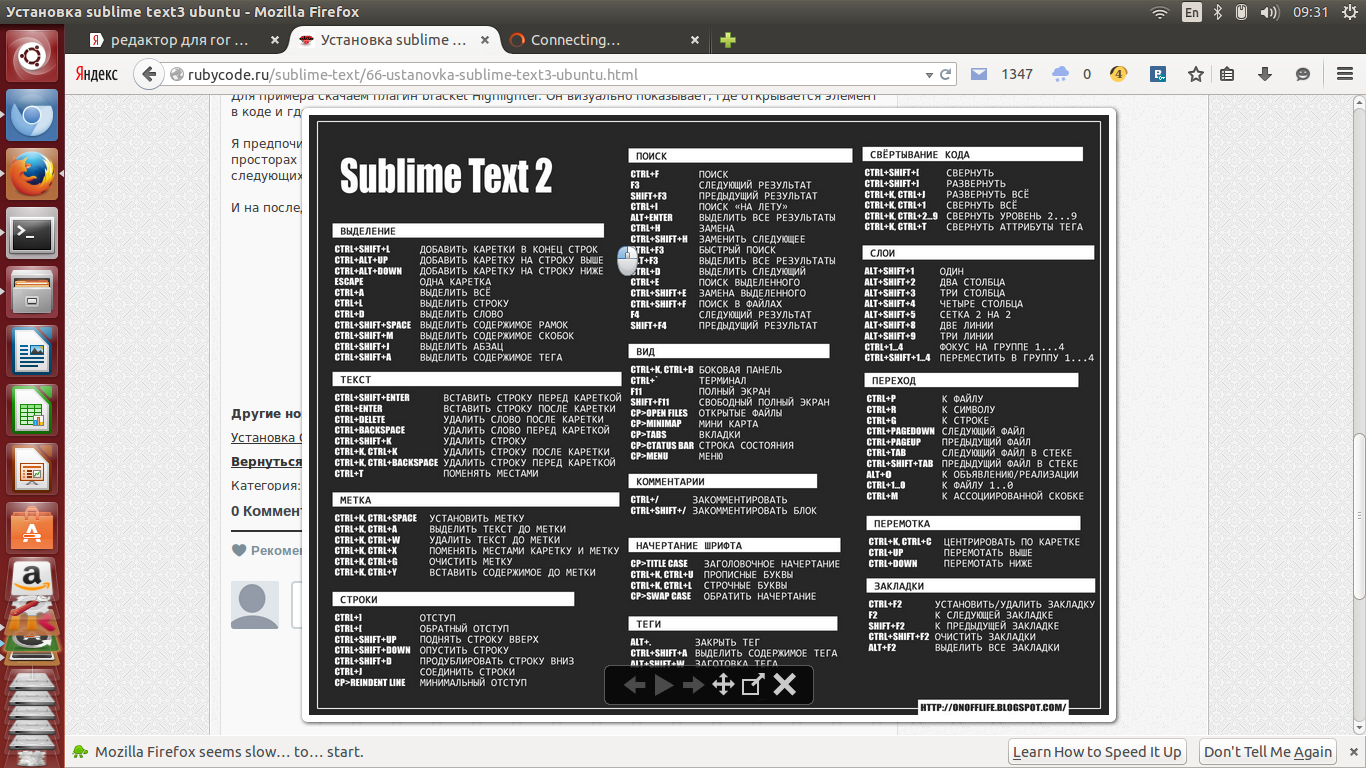 Установка sublime text3 ubuntu - Mozilla Firefox
En
09:31
редактор для ror ...
Установка sublime ...
Connecting...
Яндекс
rubycode.ru/sublime-text/66-ustanovka-sublime-text3-ubuntu.html
1347
0
4
Для примера скачаем плагин Bracket Highlighter. Он визуально показывает, где открывается элемент
в коде и гд
Я предпочи
просторах
следующих
И на послед
Другие но
Установка
Вернуться
Категория:
0 Коммент
Рекомен
Sublime Text 2
ВЫДЕЛЕНИЕ
CTRL+SHIFT+L ДОБАВИТЬ КАРЕТКИ В КОНЕЦ СТРОК
CTRL+ALT+UP ДОБАВИТЬ КАРЕТКУ НА СТРОКУ ВЫШЕ
CTRL+ALT+DOWN ДОБАВИТЬ КАРЕТКУ НА СТРОКУ НИЖЕ
ESCAPE ОДНА КАРЕТКА
CTRL+A ВЫДЕЛИТЬ ВСЁ
CTRL+L ВЫДЕЛИТЬ СТРОКУ
CTRL+D ВЫДЕЛИТЬ СЛОВО
CTRL+SHIFT+SPACE ВЫДЕЛИТЬ СОДЕРЖИМОЕ РАМОК
CTRL+SHIFT+M ВЫДЕЛИТЬ СОДЕРЖИМОЕ СКОБОК
CTRL+SHIFT+J ВЫДЕЛИТЬ АБЗАЦ
CTRL+SHIFT+A ВЫДЕЛИТЬ СОДЕРЖИМОЕ ТЕГА
ТЕКСТ
CTRL+SHIFT+ENTER ВСТАВИТЬ СТРОКУ ПЕРЕД КАРЕТКОЙ
CTRL+ENTER ВСТАВИТЬ СТРОКУ ПОСЛЕ КАРЕТКИ
CTRL+DELETE УДАЛИТЬ СЛОВО ПОСЛЕ КАРЕТКИ
CTRL+BACKSPACE УДАЛИТЬ СЛОВО ПЕРЕД КАРЕТКОЙ
CTRL+SHIFT+K УДАЛИТЬ СТРОКУ
CTRL+K, CTRL+K УДАЛИТЬ СТРОКУ ПОСЛЕ КАРЕТКИ
CTRL+K, CTRL+BACKSPACE УДАЛИТЬ СТРОКУ ПЕРЕД КАРЕТКОЙ
CTRL+T ПОМЕНЯТЬ МЕСТАМИ
МЕТКА
CTRL+K, CTRL+SPACE УСТАНОВИТЬ МЕТКУ
CTRL+K, CTRL+A ВЫДЕЛИТЬ ТЕКСТ ДО МЕТКИ
CTRL+K, CTRL+W УДАЛИТЬ ТЕКСТ ДО МЕТКИ
CTRL+K, CTRL+X ПОМЕНЯТЬ МЕСТАМИ КАРЕТКУ И МЕТКУ
CTRL+K, CTRL+G ОЧИСТИТЬ МЕТКУ
CTRL+K, CTRL+Y ВСТАВИТЬ СОДЕРЖИМОЕ ДО МЕТКИ
СТРОКИ
CTRL+] ОТСТУП
CTRL+[ ОБРАТНЫЙ ОТСТУП
CTRL+SHIFT+UP ПОДНЯТЬ СТРОКУ ВВЕРХ
CTRL+SHIFT+DOWN ОПУСТИТЬ СТРОКУ
CTRL+SHIFT+D ПРОДУБЛИРОВАТЬ СТРОКУ ВНИЗ
CTRL+J СОЕДИНИТЬ СТРОКИ
CP>REINDENT LINE МИНИМАЛЬНЫЙ ОТСТУП
ПОИСК
CTRL+F ПОИСК
F3 СЛЕДУЮЩИЙ РЕЗУЛЬТАТ
SHIFT+F3 ПРЕДЫДУЩИЙ РЕЗУЛЬТАТ
CTRL+I ПОИСК «НА ЛЕТУ»
ALT+ENTER ВЫДЕЛИТЬ ВСЕ РЕЗУЛЬТАТЫ
CTRL+H ЗАМЕНА
CTRL+SHIFT+H ЗАМЕНИТЬ СЛЕДУЮЩЕЕ
CTRL+F3 БЫСТРЫЙ ПОИСК
LT+F3 ВЫДЕЛИТЬ ВСЕ РЕЗУЛЬТАТЫ
CTRL+D ВЫДЕЛИТЬ СЛЕДУЮЩИЙ
CTRL+E ПОИСК ВЫДЕЛЕННОГО
CTRL+SHIFT+E ЗАМЕНА ВЫДЕЛЕННОГО
CTRL+SHIFT+F ПОИСК В ФАЙЛАХ
F4 СЛЕДУЮЩИЙ РЕЗУЛЬТАТ
SHIFT+F4 ПРЕДЫДУЩИЙ РЕЗУЛЬТАТ
ВИД
CTRL+K, CTRL+B БОКОВАЯ ПАНЕЛЬ
CTRL+` ТЕРМИНАЛ
F11 ПОЛНЫЙ ЭКРАН
SHIFT+F11 СВОБОДНЫЙ ПОЛНЫЙ ЭКРАН
CP>OPEN FILES ОТКРЫТЫЕ ФАЙЛЫ
CP>MINIMAP МИНИ КАРТА
CP>TABS ВКЛАДКИ
CP>CTATUS BAR СТРОКА СОСТОЯНИЯ
CP>MENU МЕНЮ
КОММЕНТАРИИ
CTRL+/ ЗАКОММЕНТИРОВАТЬ
CTRL+SHIFT+/ ЗАКОММЕНТИРОВАТЬ БЛОК
НАЧЕРТАНИЕ ШРИФТА
CP>TITLE CASE ЗАГОЛОВОЧНОЕ НАЧЕРТАНИЕ
CTRL+K, CTRL+U ПРОПИСНЫЕ БУКВЫ
CTRL+K, CTRL+L СТРОЧНЫЕ БУКВЫ
CP>SWAP CASE ОБРАТИТЬ НАЧЕРТАНИЕ
ТЕГИ
ALT+. ЗАКРЫТЬ ТЕГ
CTRL+SHIFT+A ВЫДЕЛИТЬ СОДЕРЖИМОЕ ТЕГА
ALT+SHIFT+W ЗАГОТОВКА ТЕГА
СВЁРТЫВАНИЕ КОДА
CTRL+SHIFT+[ СВЕРНУТЬ
CTRL+SHIFT+] РАЗВЕРНУТЬ
CTRL+K, CTRL+J РАЗВЕРНУТЬ ВСЁ
CTRL+K, CTRL+1 СВЕРНУТЬ ВСЁ
CTRL+K, CTRL+2...9 СВЕРНУТЬ УРОВЕНЬ 2...9
CTRL+K, CTRL+T СВЕРНУТЬ АТТРИБУТЫ ТЕГА
СЛОИ
ALT+SHIFT+1 ОДИН
ALT+SHIFT+2 ДВА СТОЛБЦА
ALT+SHIFT+3 ТРИ СТОЛБЦА
ALT+SHIFT+4 ЧЕТЫРЕ СТОЛБЦА
ALT+SHIFT+5 СЕТКА 2 НА 2
ALT+SHIFT+8 ДВЕ ЛИНИИ
ALT+SHIFT+9 ТРИ ЛИНИИ
CTRL+1..4 ФОКУС НА ГРУППЕ 1...4
CTRL+SHIFT+1..4 ПЕРЕМЕСТИТЬ В ГРУППУ 1...4
ПЕРЕХОД
CTRL+P К ФАЙЛУ
CTRL+R К СИМВОЛУ
CTRL+G К СТРОКЕ
CTRL+PAGEDOWN СЛЕДУЮЩИЙ ФАЙЛ
CTRL+PAGEUP ПРЕДЫДУЩИЙ ФАЙЛ
CTRL+TAB СЛЕДУЮЩИЙ ФАЙЛ В СТЕКЕ
CTRL+SHIFT+TAB ПРЕДЫДУЩИЙ ФАЙЛ В СТЕКЕ
ALT+O К ОБЪЯВЛЕНИЮ/РЕАЛИЗАЦИИ
CTRL+1..0 К ФАЙЛУ 1..0
CTRL+M К АССОЦИИРОВАННОЙ СКОБКЕ
ПЕРЕМОТКА
CTRL+K, CTRL+C ЦЕНТРИРОВАТЬ ПО КАРЕТКЕ
CTRL+UP ПЕРЕМОТАТЬ ВЫШЕ
CTRL+DOWN ПЕРЕМОТАТЬ НИЖЕ
ЗАКЛАДКИ
CTRL+F2 УСТАНОВИТЬ/УДАЛИТЬ ЗАКЛАДКУ
F2 К СЛЕДУЮЩЕЙ ЗАКЛАДКЕ
SHIFT+F2 К ПРЕДЫДУЩЕЙ ЗАКЛАДКЕ
CTRL+SHIFT+F2 ОЧИСТИТЬ ЗАКЛАДКИ
ALT+F2 ВЫДЕЛИТЬ ВСЕ ЗАКЛАДКИ
HTTP://ONOFFLIFE.BLOGSPOT.COM/
Mozilla Firefox seems slow... to... start.
Learn How to Speed It Up
Don't Tell Me Again